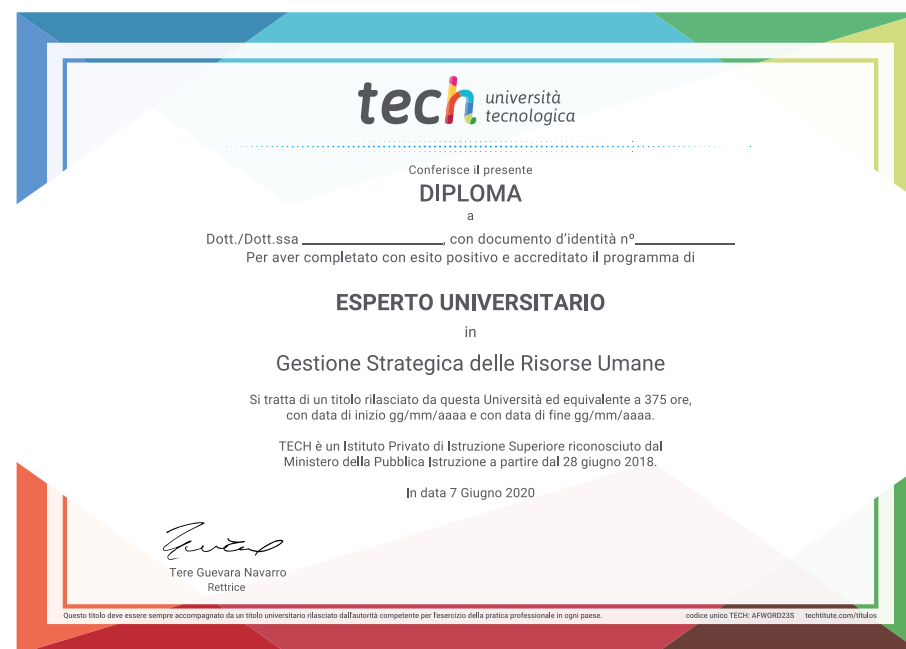 tech università
tecnologica
Conferisce il presente
DIPLOMA
a
Dott./Dott.ssa ____________________, con documento d'identità nº______________
Per aver completato con esito positivo e accreditato il programma di
ESPERTO UNIVERSITARIO
in
Gestione Strategica delle Risorse Umane
Si tratta di un titolo rilasciato da questa Università ed equivalente a 375 ore,
con data di inizio gg/mm/aaaa e con data di fine gg/mm/aaaa.
TECH è un Istituto Privato di Istruzione Superiore riconosciuto dal
Ministero della Pubblica Istruzione a partire dal 28 giugno 2018.
In data 7 Giugno 2020
Tere Guevara Navarro
Rettrice
Questo titolo deve essere sempre accompagnato da un titolo universitario rilasciato dall'autorità competente per l'esercizio della pratica professionale in ogni paese. codice unico TECH: AFWORD23S techtitute.com/titulos